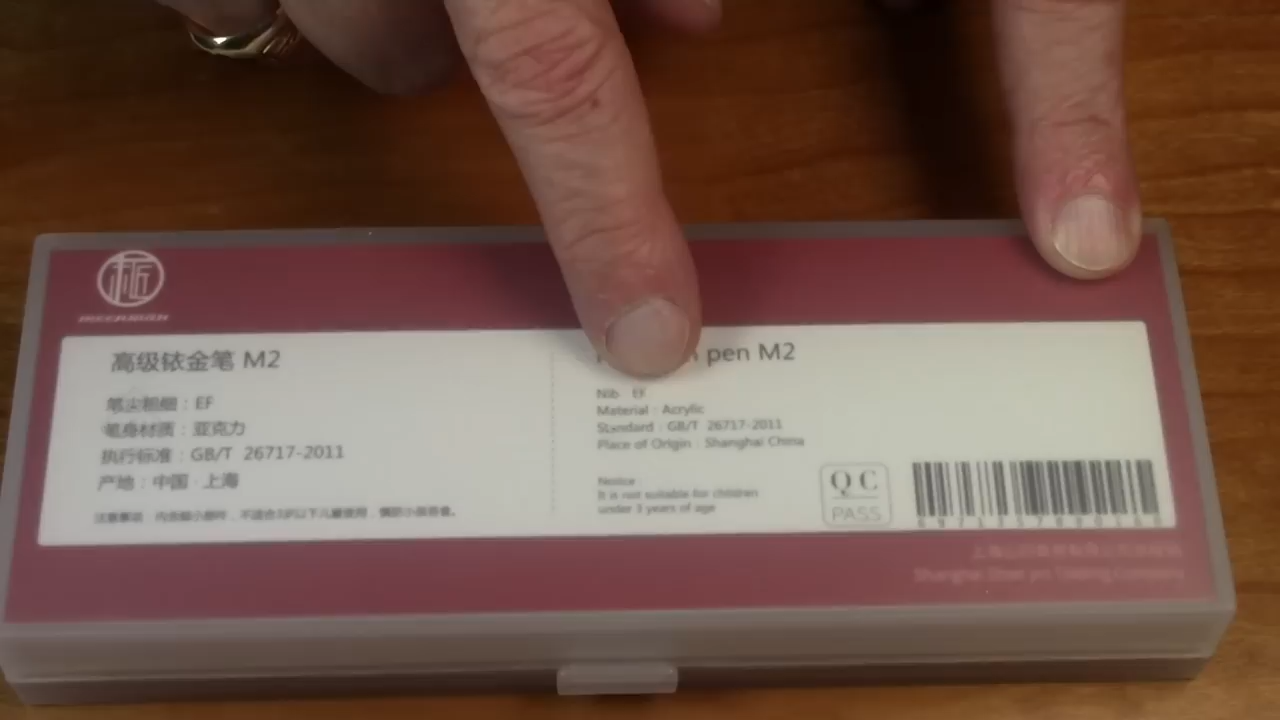 高级铱金笔 M2
笔尖粗细：EF
笔身材质：亚克力
执行标准：GB/T 26717-2011
产地：中国·上海
pen M2
Nib EF
Material : Acrylic
Standard : GB/T 26717-2011
Place of Origin : Shanghai China
Notice
It is not suitable for children
under 3 years of age
QC
PASS